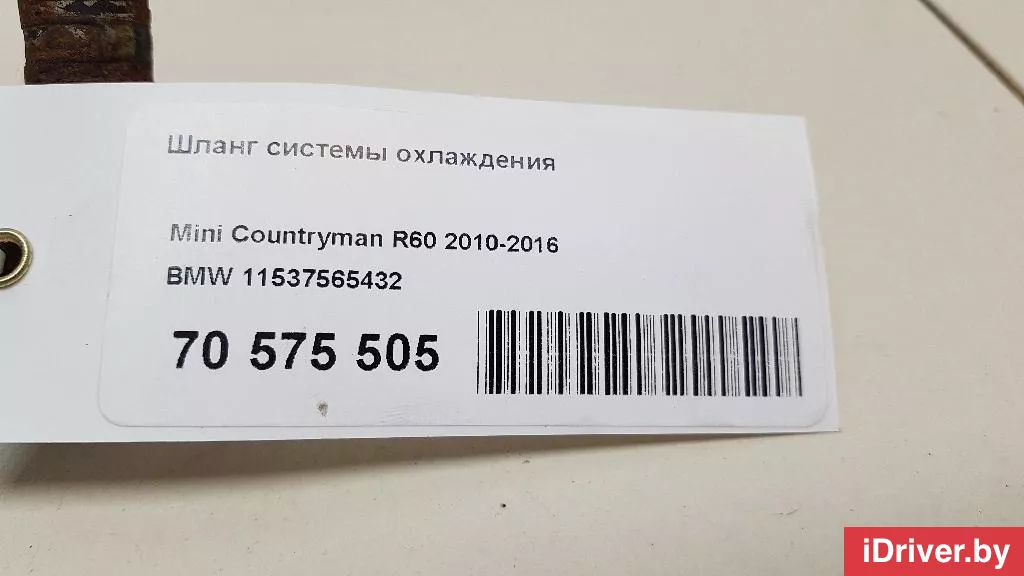 Шланг системы охлаждения
Mini Countryman R60 2010-2016
BMW 11537565432
70 575 505
iDriver.by